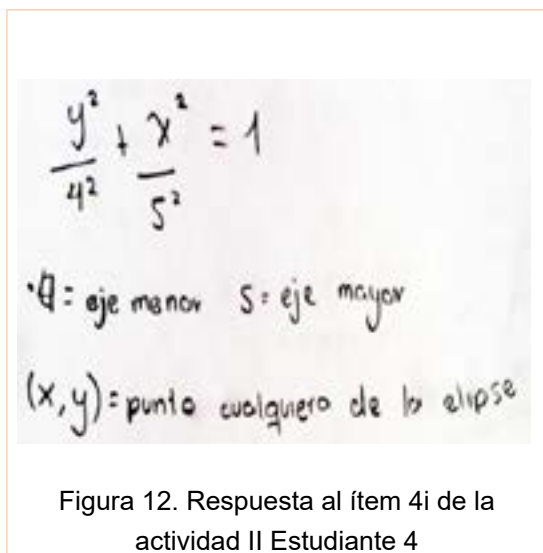 y²/4² + x²/5² = 1
·4 = eje menor 5 = eje mayor
(x, y) = punto cualquiero de la elipse
Figura 12. Respuesta al ítem 4i de la
actividad II Estudiante 4